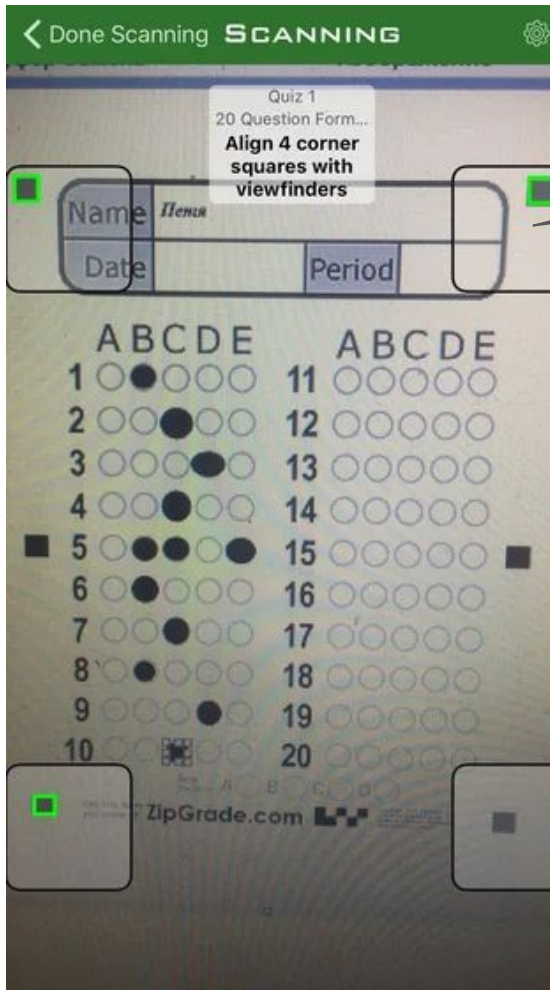 Done Scanning SCANNING
Quiz 1
20 Question Form...
Align 4 corner
squares with
viewfinders
Name Петя
Date Period
A B C D E A B C D E
1 11
2 12
3 13
4 14
5 15
6 16
7 17
8 18
9 19
10 20
A B C D
ZipGrade.com